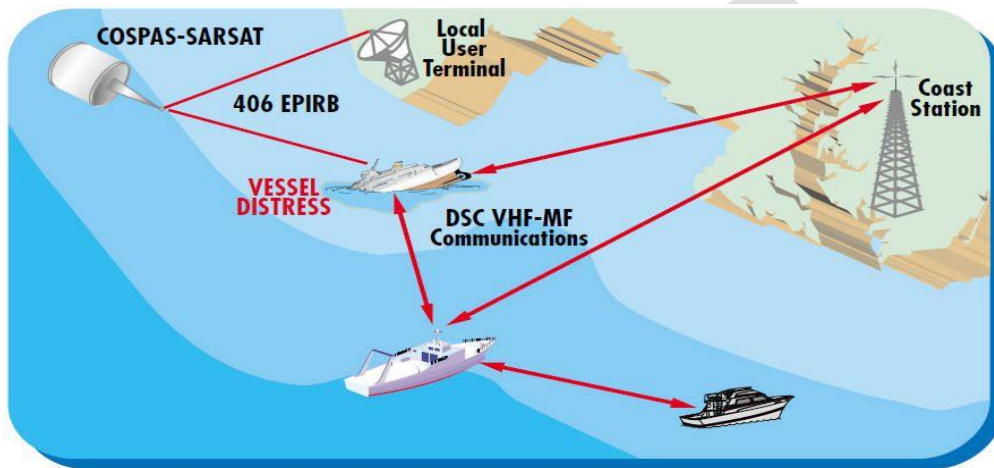 COSPAS-SARSAT
Local
User
Terminal
406 EPIRB
Coast
Station
VESSEL
DISTRESS
DSC VHF-MF
Communications